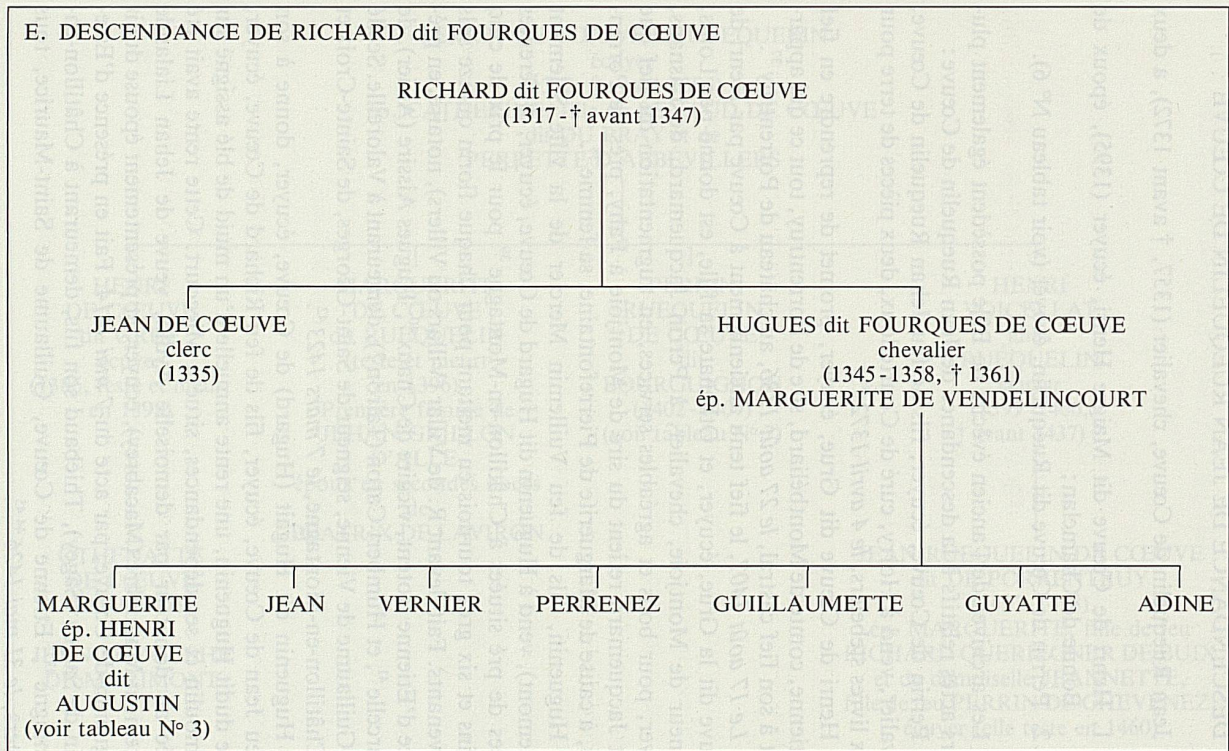 E. DESCENDANCE DE RICHARD dit FOURQUES DE CŒUVE
RICHARD dit FOURQUES DE CŒUVE
(1317 - † avant 1347)
JEAN DE CŒUVE
clerc
(1335)
HUGUES dit FOURQUES DE CŒUVE
chevalier
(1345 - 1358, † 1361)
ép. MARGUERITE DE VENDELINCOURT
MARGUERITE
ép. HENRI
DE CŒUVE
dit
AUGUSTIN
(voir tableau No 3)
JEAN
VERNIER
PERRENEZ
GUILLAUMETTE
GUYATTE
ADINE